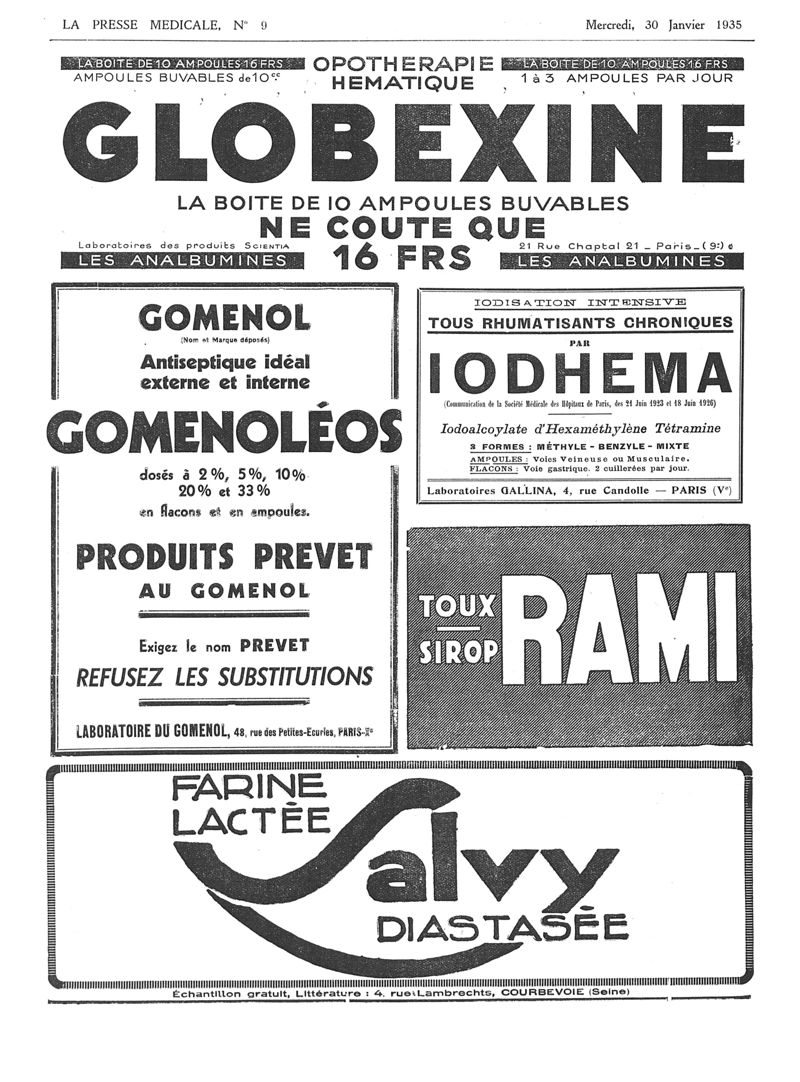 LA PRESSE MEDICALE, N° 9
Mercredi, 30 Janvier 1935
LA BOITE DE 10 AMPOULES 16 FRS
AMPOULES BUVABLES de 10cc
OPOTHERAPIE
HEMATIQUE
LA BOITE DE 10 AMPOULES 16 FRS
1 à 3 AMPOULES PAR JOUR
GLOBEXINE
LA BOITE DE 10 AMPOULES BUVABLES
NE COUTE QUE
16 FRS
Laboratoires des produits SCIENTIA
LES ANALBUMINES
21 Rue Chaptal 21 _ Paris _ (9e)
LES ANALBUMINES
GOMENOL
(Nom et Marque déposés)
Antiseptique idéal
externe et interne
GOMENOLÉOS
dosés à 2%, 5%, 10%
20% et 33%
en flacons et en ampoules.
PRODUITS PREVET
AU GOMENOL
Exigez le nom PREVET
REFUSEZ LES SUBSTITUTIONS
LABORATOIRE DU GOMENOL, 48, rue des Petites-Ecuries, PARIS-Xe
IODISATION INTENSIVE
TOUS RHUMATISANTS CHRONIQUES
PAR
IODHEMA
(Communication de la Société Médicale des Hôpitaux de Paris, des 21 Juin 1923 et 18 Juin 1926)
Iodoalcoylate d'Hexaméthylène Tétramine
3 FORMES : MÉTHYLE - BENZYLE - MIXTE
AMPOULES : Voies Veineuse ou Musculaire.
FLACONS : Voie gastrique. 2 cuillerées par jour.
Laboratoires GALLINA, 4, rue Candolle — PARIS (Ve)
TOUX
SIROP
RAMI
FARINE
LACTÉE
Salvy
DIASTASÉE
Échantillon gratuit, Littérature : 4, rue Lambrechts, COURBEVOIE (Seine)